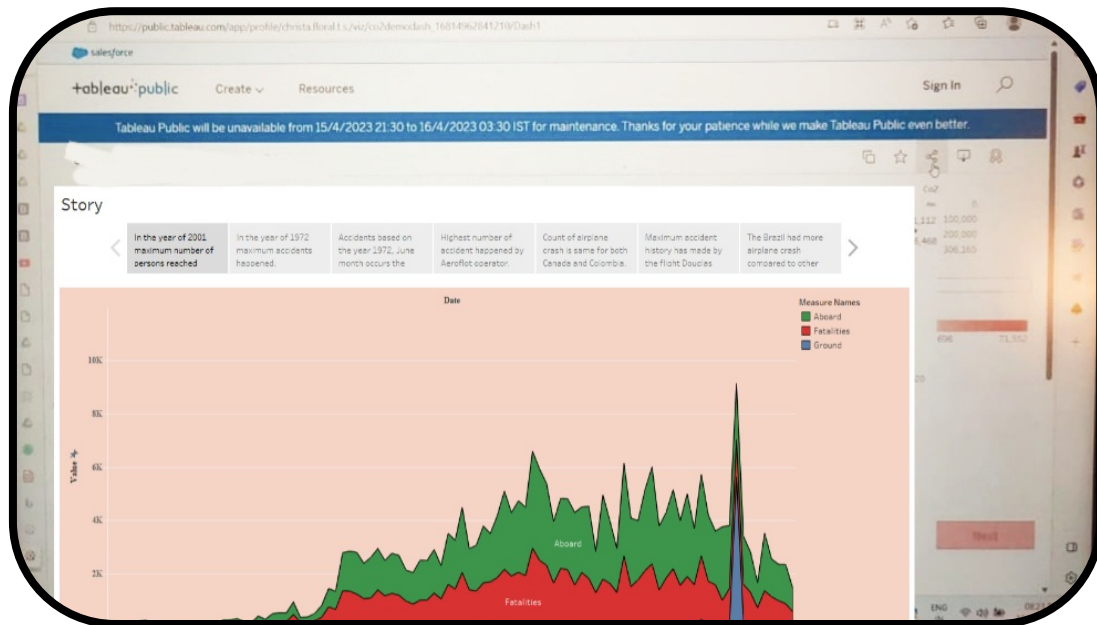 https://public.tableau.com/app/profile/christa.floral.t.s./viz/co2demodash_16814962841210/Dash1
salesforce
+ableau:public Create Resources Sign In
Tableau Public will be unavailable from 15/4/2023 21:30 to 16/4/2023 03:30 IST for maintenance. Thanks for your patience while we make Tableau Public even better.
Story
In the year of 2001
maximum number of
persons reached
In the year of 1972
maximum accidents
happened.
Accidents based on
the year 1972, June
month occurs the
Highest number of
accident happened by
Aeroflot operator.
Count of airplane
crash is same for both
Canada and Colombia.
Maximum accident
history has made by
the flight Douglas
The Brazil had more
airplane crash
compared to other
Co2
100,000
200,000
306,165
Date
Measure Names
Aboard
Fatalities
Ground
696 71,552
10K
8K
6K
4K
2K
Value
Aboard
Fatalities
Next
ENG